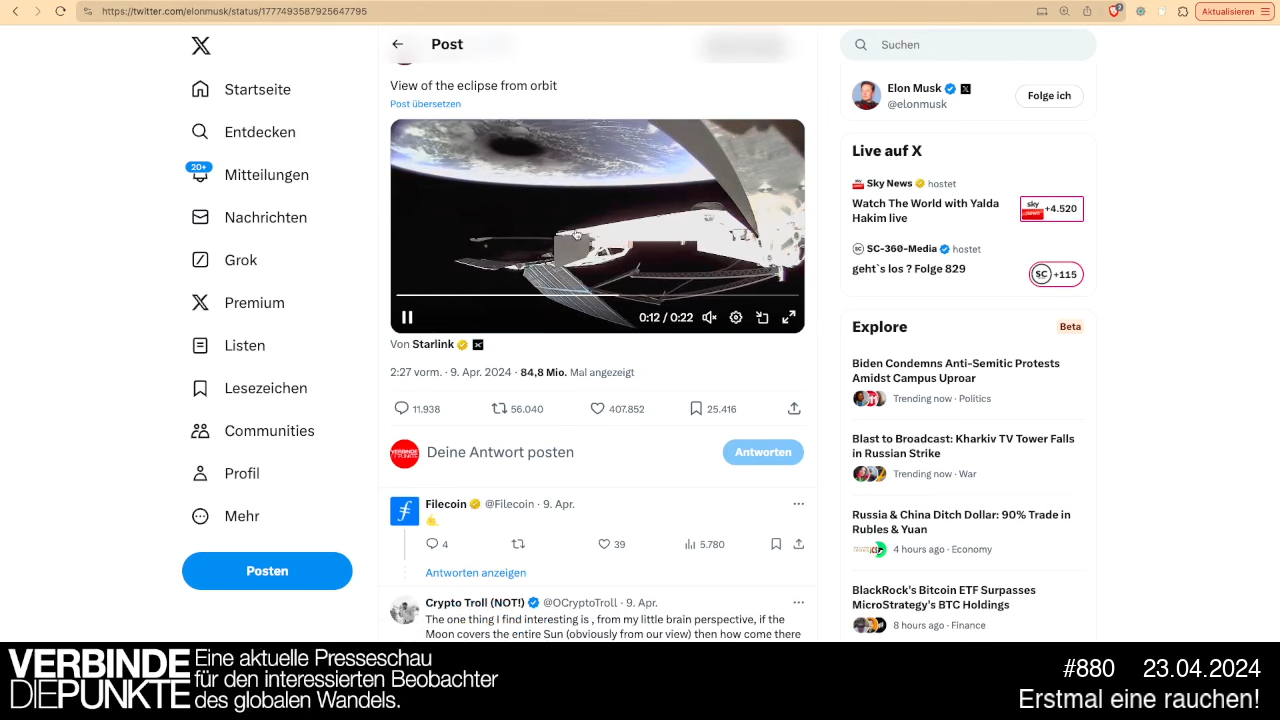 https://twitter.com/elonmusk/status/1777493587925647795
Aktualisieren
Startseite
Entdecken
20+
Mitteilungen
Nachrichten
Grok
Premium
Listen
Lesezeichen
Communities
Profil
Mehr
Posten
Post
View of the eclipse from orbit
Post übersetzen
0:12 / 0:22
Von Starlink
2:27 vorm. · 9. Apr. 2024 · 84,8 Mio. Mal angezeigt
11.938 56.040 407.852 25.416
VERBINDE
DIE PUNKTE
Deine Antwort posten
Antworten
Filecoin @Filecoin · 9. Apr.
4 39 5.780
Antworten anzeigen
Crypto Troll (NOT!) @OCryptoTroll · 9. Apr.
The one thing I find interesting is , from my little brain perspective, if the
Moon covers the entire Sun (obviously from our view) then how come there
Suchen
Elon Musk
@elonmusk
Folge ich
Live auf X
Sky News hostet
Watch The World with Yalda
Hakim live
sky news +4.520
SC-360-Media hostet
geht`s los ? Folge 829
SC +115
Explore
Beta
Biden Condemns Anti-Semitic Protests
Amidst Campus Uproar
Trending now · Politics
Blast to Broadcast: Kharkiv TV Tower Falls
in Russian Strike
Trending now · War
Russia & China Ditch Dollar: 90% Trade in
Rubles & Yuan
4 hours ago · Economy
BlackRock's Bitcoin ETF Surpasses
MicroStrategy's BTC Holdings
8 hours ago · Finance
VERBINDE
DIEPUNKTE
Eine aktuelle Presseschau
für den interessierten Beobachter
des globalen Wandels.
#880 23.04.2024
Erstmal eine rauchen!